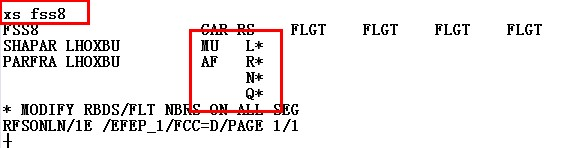 xs fss8
FSS8 CAR RS FLGT FLGT FLGT FLGT
SHAPAR LHOXBU MU L*
PARFRA LHOXBU AF R*
N*
Q*
* MODIFY RBDS/FLT NBRS ON ALL SEG
RFSONLN/1E /EFEP_1/FCC=D/PAGE 1/1